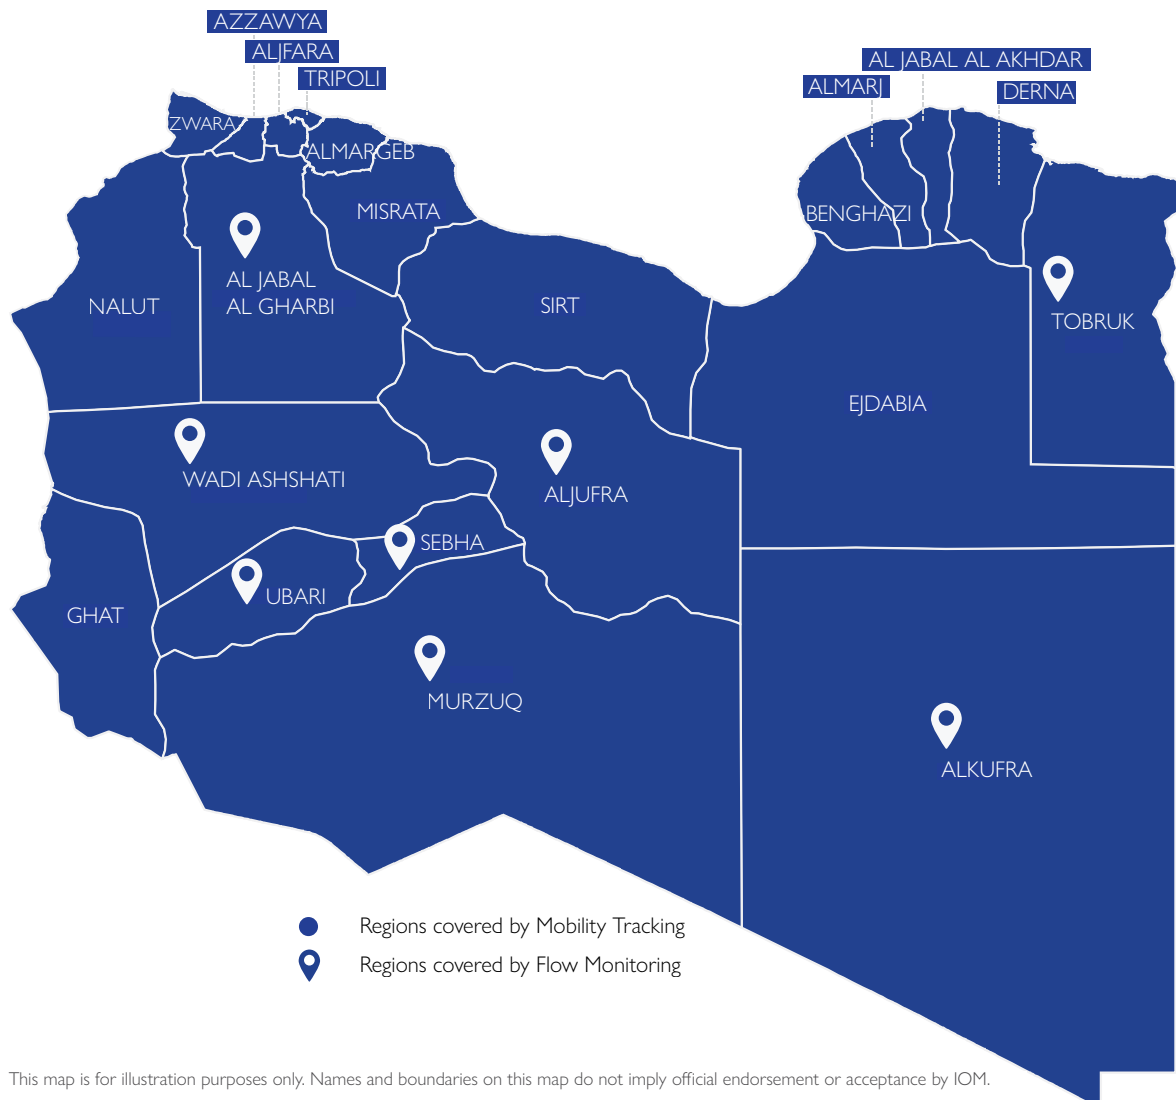 AZZAWYA
ALJFARA
TRIPOLI
AL JABAL AL AKHDAR
ALMARJ
DERNA
ZWARA
ALMARGEB
MISRATA
BENGHAZI
AL JABAL
AL GHARBI
NALUT
SIRT
TOBRUK
EJDABIA
WADI ASHSHATI
ALJUFRA
SEBHA
UBARI
GHAT
MURZUQ
ALKUFRA
Regions covered by Mobility Tracking
Regions covered by Flow Monitoring
This map is for illustration purposes only. Names and boundaries on this map do not imply official endorsement or acceptance by IOM.